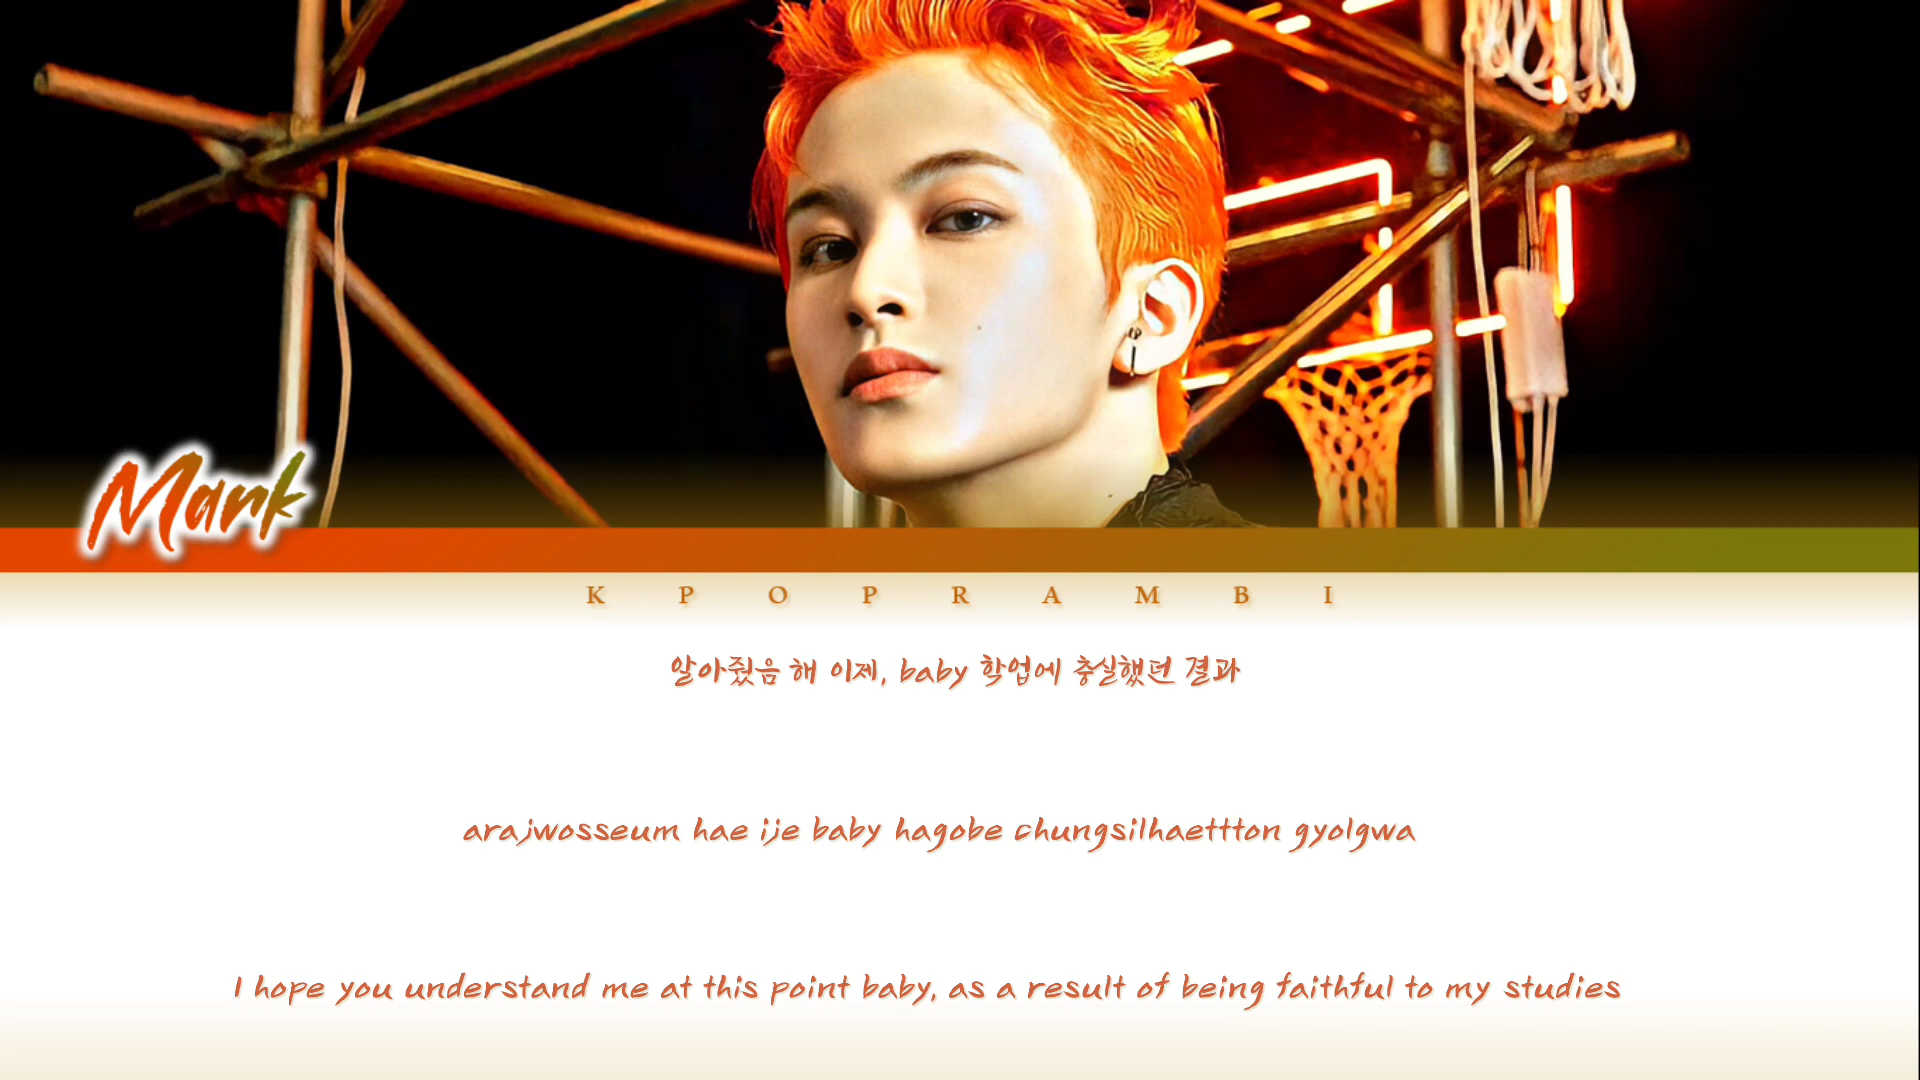 Mark
K P O P R A M B I
알아줬음 해 이제, baby 학업에 충실했던 결과
arajwosseum hae ije baby hagobe chungsilhaettton gyolgwa
I hope you understand me at this point baby, as a result of being faithful to my studies